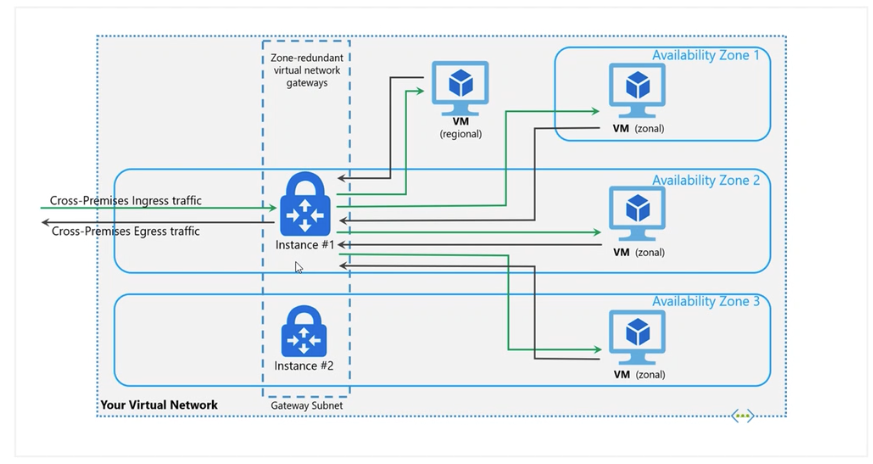 Zone-redundant
virtual network
gateways
VM
(regional)
Availability Zone 1
VM (zonal)
Availability Zone 2
Cross-Premises Ingress traffic
Cross-Premises Egress traffic
Instance #1
VM (zonal)
Availability Zone 3
Instance #2
VM (zonal)
Your Virtual Network
Gateway Subnet